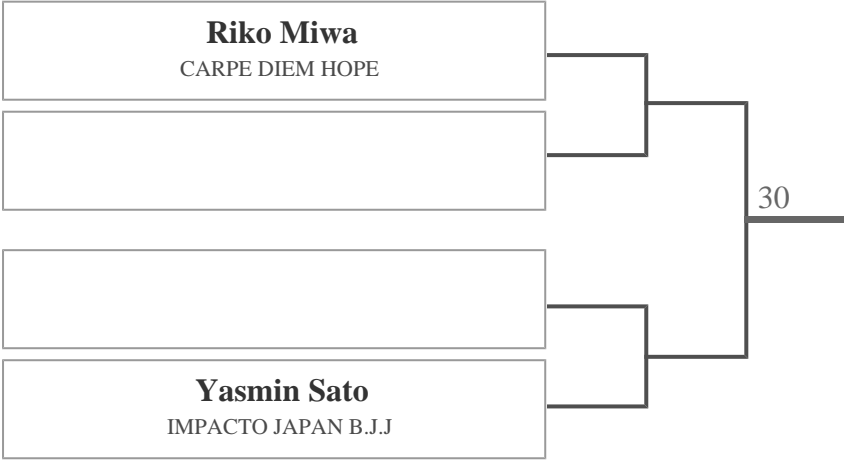 Riko Miwa
CARPE DIEM HOPE
30
Yasmin Sato
IMPACTO JAPAN B.J.J